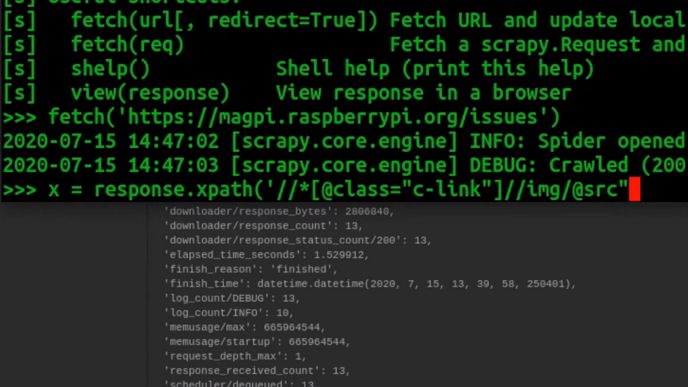 [s] Useful shortcuts:
[s]   fetch(url[, redirect=True]) Fetch URL and update local
[s]   fetch(req)                  Fetch a scrapy.Request and
[s]   shelp()           Shell help (print this help)
[s]   view(response)    View response in a browser
>>> fetch('https://magpi.raspberrypi.org/issues')
2020-07-15 14:47:02 [scrapy.core.engine] INFO: Spider opened
2020-07-15 14:47:03 [scrapy.core.engine] DEBUG: Crawled (200
>>> x = response.xpath('//*[@class="c-link"]//img/@src"
'downloader/response_bytes': 2806840,
'downloader/response_count': 13,
'downloader/response_status_count/200': 13,
'elapsed_time_seconds': 1.529912,
'finish_reason': 'finished',
'finish_time': datetime.datetime(2020, 7, 15, 13, 39, 58, 250401),
'log_count/DEBUG': 13,
'log_count/INFO': 10,
'memusage/max': 665964544,
'memusage/startup': 665964544,
'request_depth_max': 1,
'response_received_count': 13,
'scheduler/dequeued': 13,